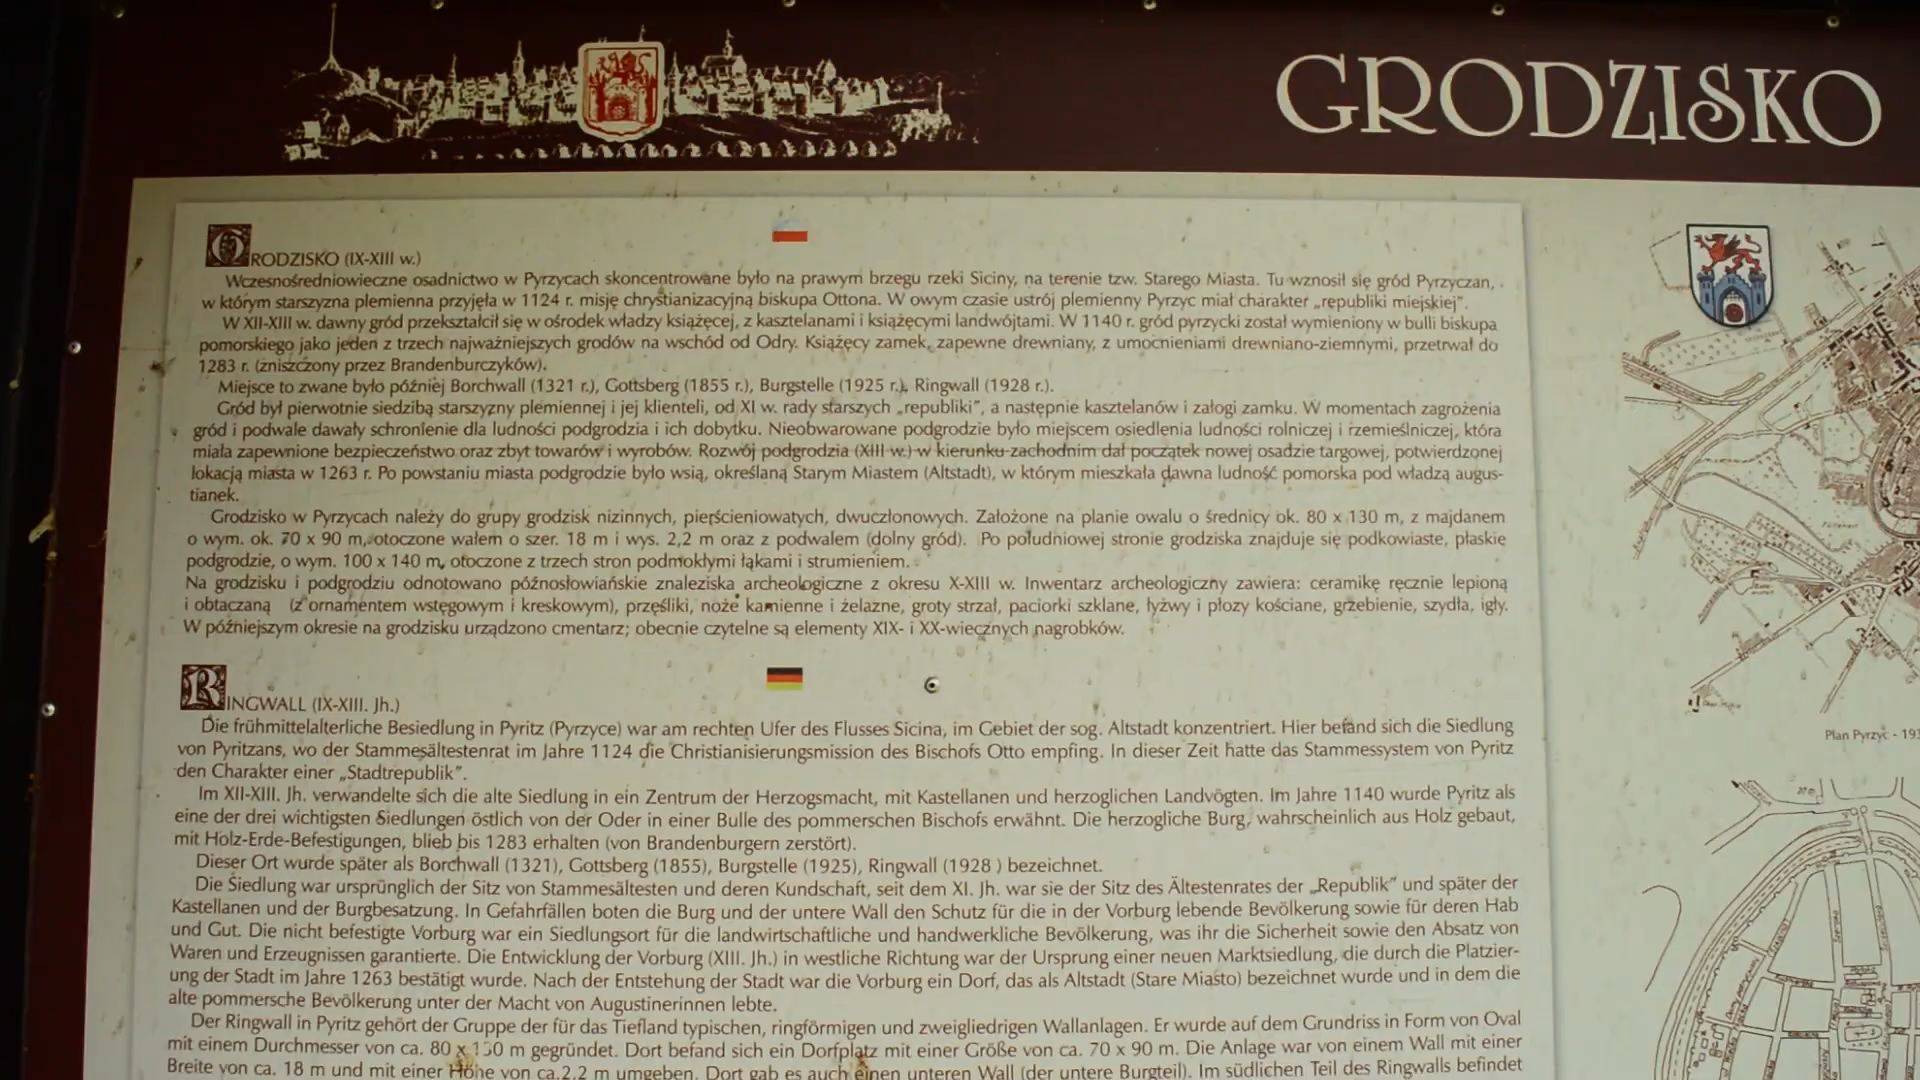 GRODZISKO
GRODZISKO (IX-XIII w.)
Wczesnośredniowieczne osadnictwo w Pyrzycach skoncentrowane było na prawym brzegu rzeki Siciny, na terenie tzw. Starego Miasta. Tu wznosił się gród Pyrzyczan,
w którym starszyzna plemienna przyjęła w 1124 r. misję chrystianizacyjną biskupa Ottona. W owym czasie ustrój plemienny Pyrzyc miał charakter „republiki miejskiej".
W XII-XIII w. dawny gród przekształcił się w ośrodek władzy książęcej, z kasztelanami i książęcymi landwójtami. W 1140 r. gród pyrzycki został wymieniony w bulli biskupa
pomorskiego jako jeden z trzech najważniejszych grodów na wschód od Odry. Książęcy zamek, zapewne drewniany, z umocnieniami drewniano-ziemnymi, przetrwał do
1283 r. (zniszczony przez Brandenburczyków).
Miejsce to zwane było później Borchwall (1321 r.), Gottsberg (1855 r.), Burgstelle (1925 r.), Ringwall (1928 r.).
Gród był pierwotnie siedzibą starszyzny plemiennej i jej klienteli, od XI w. rady starszych „republiki", a następnie kasztelanów i załogi zamku. W momentach zagrożenia
gród i podwale dawały schronienie dla ludności podgrodzia i ich dobytku. Nieobwarowane podgrodzie było miejscem osiedlenia ludności rolniczej i rzemieślniczej, która
miała zapewnione bezpieczeństwo oraz zbyt towarów i wyrobów. Rozwój podgrodzia (XIII w.) w kierunku zachodnim dał początek nowej osadzie targowej, potwierdzonej
lokacją miasta w 1263 r. Po powstaniu miasta podgrodzie było wsią, określaną Starym Miastem (Altstadt), w którym mieszkała dawna ludność pomorska pod władzą augus-
tianek.
Grodzisko w Pyrzycach należy do grupy grodzisk nizinnych, pierścieniowatych, dwuczłonowych. Założone na planie owalu o średnicy ok. 80 x 130 m, z majdanem
o wym. ok. 70 x 90 m, otoczone wałem o szer. 18 m i wys. 2,2 m oraz z podwalem (dolny gród). Po południowej stronie grodziska znajduje się podkowiaste, płaskie
podgrodzie, o wym. 100 x 140 m, otoczone z trzech stron podmokłymi łąkami i strumieniem.
Na grodzisku i podgrodziu odnotowano późnosłowiańskie znaleziska archeologiczne z okresu X-XIII w. Inwentarz archeologiczny zawiera: ceramikę ręcznie lepioną
i obtaczaną (z ornamentem wstęgowym i kreskowym), przęśliki, noże kamienne i żelazne, groty strzał, paciorki szklane, łyżwy i płozy kościane, grzebienie, szydła, igły.
W późniejszym okresie na grodzisku urządzono cmentarz; obecnie czytelne są elementy XIX- i XX-wiecznych nagrobków.
RINGWALL (IX-XIII. Jh.)
Die frühmittelalterliche Besiedlung in Pyritz (Pyrzyce) war am rechten Ufer des Flusses Sicina, im Gebiet der sog. Altstadt konzentriert. Hier befand sich die Siedlung
von Pyritzans, wo der Stammesältestenrat im Jahre 1124 die Christianisierungsmission des Bischofs Otto empfing. In dieser Zeit hatte das Stammessystem von Pyritz
den Charakter einer „Stadtrepublik".
Im XII-XIII. Jh. verwandelte sich die alte Siedlung in ein Zentrum der Herzogsmacht, mit Kastellanen und herzoglichen Landvögten. Im Jahre 1140 wurde Pyritz als
eine der drei wichtigsten Siedlungen östlich von der Oder in einer Bulle des pommerschen Bischofs erwähnt. Die herzogliche Burg, wahrscheinlich aus Holz gebaut,
mit Holz-Erde-Befestigungen, blieb bis 1283 erhalten (von Brandenburgern zerstört).
Dieser Ort wurde später als Borchwall (1321), Gottsberg (1855), Burgstelle (1925), Ringwall (1928 ) bezeichnet.
Die Siedlung war ursprünglich der Sitz von Stammesältesten und deren Kundschaft, seit dem XI. Jh. war sie der Sitz des Ältestenrates der „Republik" und später der
Kastellanen und der Burgbesatzung. In Gefahrfällen boten die Burg und der untere Wall den Schutz für die in der Vorburg lebende Bevölkerung sowie für deren Hab
und Gut. Die nicht befestigte Vorburg war ein Siedlungsort für die landwirtschaftliche und handwerkliche Bevölkerung, was ihr die Sicherheit sowie den Absatz von
Waren und Erzeugnissen garantierte. Die Entwicklung der Vorburg (XIII. Jh.) in westliche Richtung war der Ursprung einer neuen Marktsiedlung, die durch die Platzier-
ung der Stadt im Jahre 1263 bestätigt wurde. Nach der Entstehung der Stadt war die Vorburg ein Dorf, das als Altstadt (Stare Miasto) bezeichnet wurde und in dem die
alte pommersche Bevölkerung unter der Macht von Augustinerinnen lebte.
Der Ringwall in Pyritz gehört der Gruppe der für das Tiefland typischen, ringförmigen und zweigliedrigen Wallanlagen. Er wurde auf dem Grundriss in Form von Oval
mit einem Durchmesser von ca. 80 x 130 m gegründet. Dort befand sich ein Dorfplatz mit einer Größe von ca. 70 x 90 m. Die Anlage war von einem Wall mit einer
Breite von ca. 18 m und mit einer Höhe von ca.2,2 m umgeben. Dort gab es auch einen unteren Wall (der untere Burgteil). Im südlichen Teil des Ringwalls befindet
Plan Pyrzyc - 193